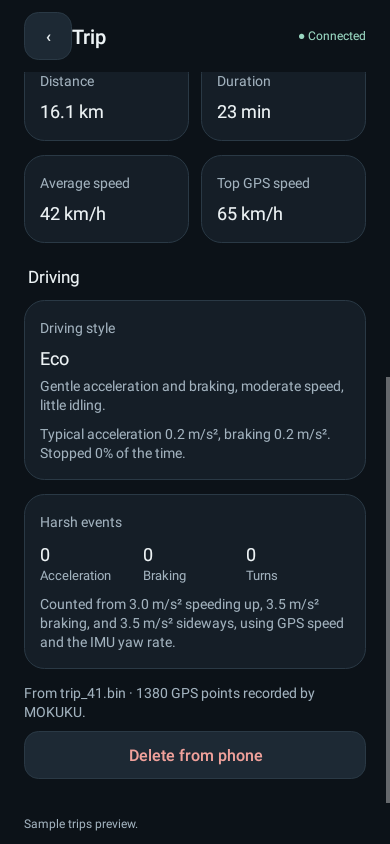 ‹ Trip ● Connected
Distance Duration
16.1 km 23 min
Average speed Top GPS speed
42 km/h 65 km/h
Driving
Driving style
Eco
Gentle acceleration and braking, moderate speed,
little idling.
Typical acceleration 0.2 m/s², braking 0.2 m/s².
Stopped 0% of the time.
Harsh events
0 0 0
Acceleration Braking Turns
Counted from 3.0 m/s² speeding up, 3.5 m/s²
braking, and 3.5 m/s² sideways, using GPS speed
and the IMU yaw rate.
From trip_41.bin · 1380 GPS points recorded by
MOKUKU.
Delete from phone
Sample trips preview.